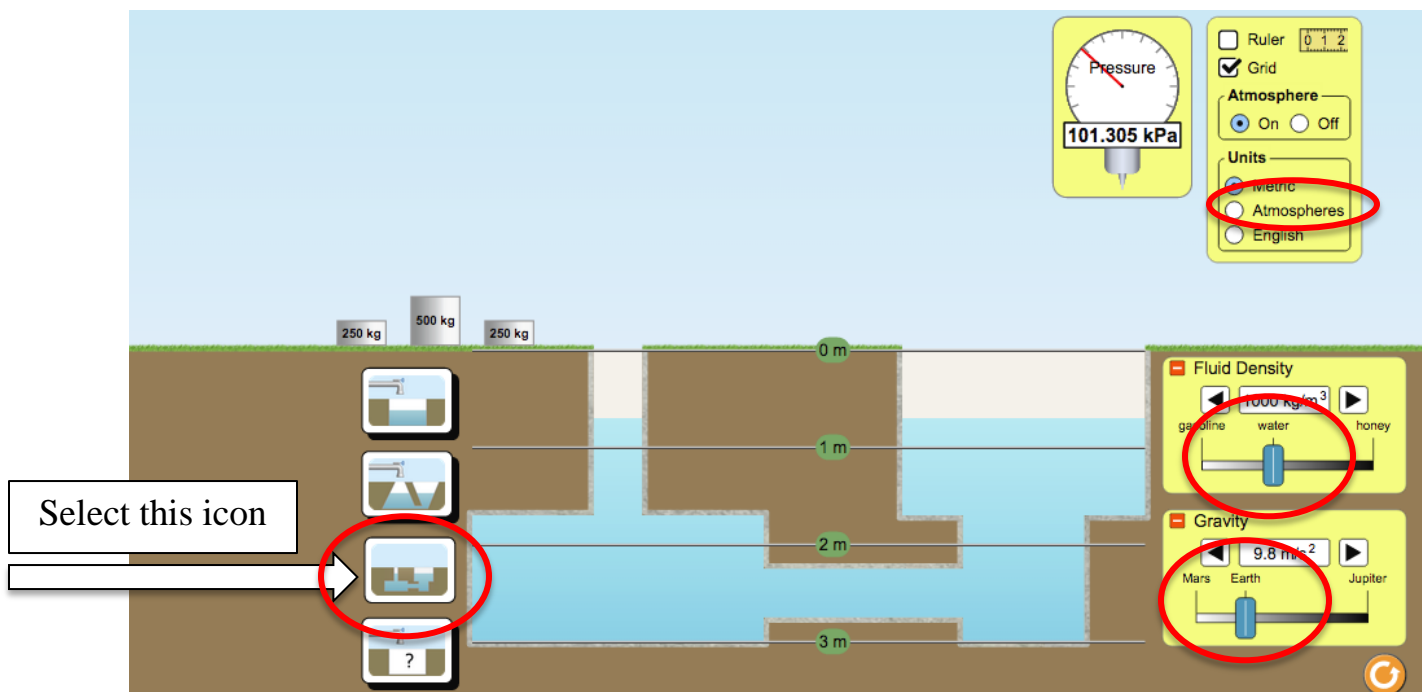 Pressure
101.305 kPa
Ruler 0 1 2
Grid
Atmosphere
On Off
Units
Metric
Atmospheres
English
250 kg
500 kg
250 kg
0 m
1 m
2 m
3 m
Fluid Density
1000 kg/m³
gasoline water honey
Gravity
9.8 m/s²
Mars Earth Jupiter
Select this icon
?